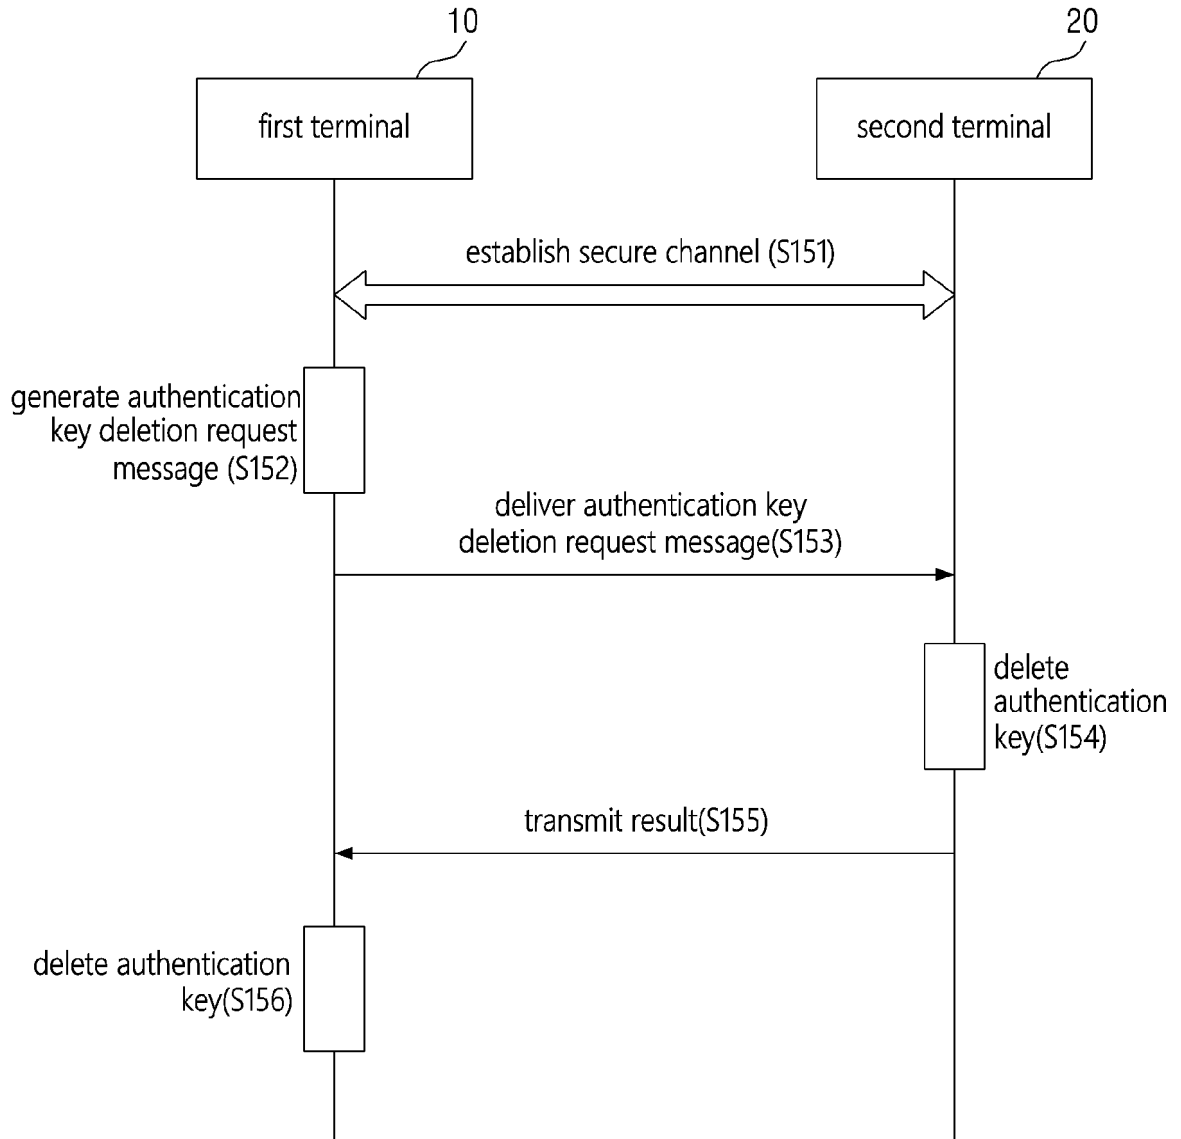 10
20
first terminal
second terminal
establish secure channel (S151)
generate authentication
key deletion request
message (S152)
deliver authentication key
deletion request message(S153)
delete
authentication
key(S154)
transmit result(S155)
delete authentication
key(S156)